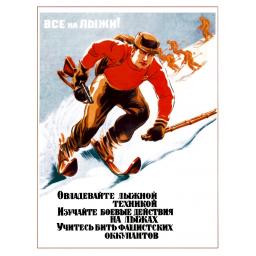 ВСЕ НА ЛЫЖИ!
ОВЛАДЕВАЙТЕ ЛЫЖНОЙ
ТЕХНИКОЙ
ИЗУЧАЙТЕ БОЕВЫЕ ДЕЙСТВИЯ
НА ЛЫЖАХ
УЧИТЕСЬ БИТЬ ФАШИСТСКИХ
ОККУПАНТОВ